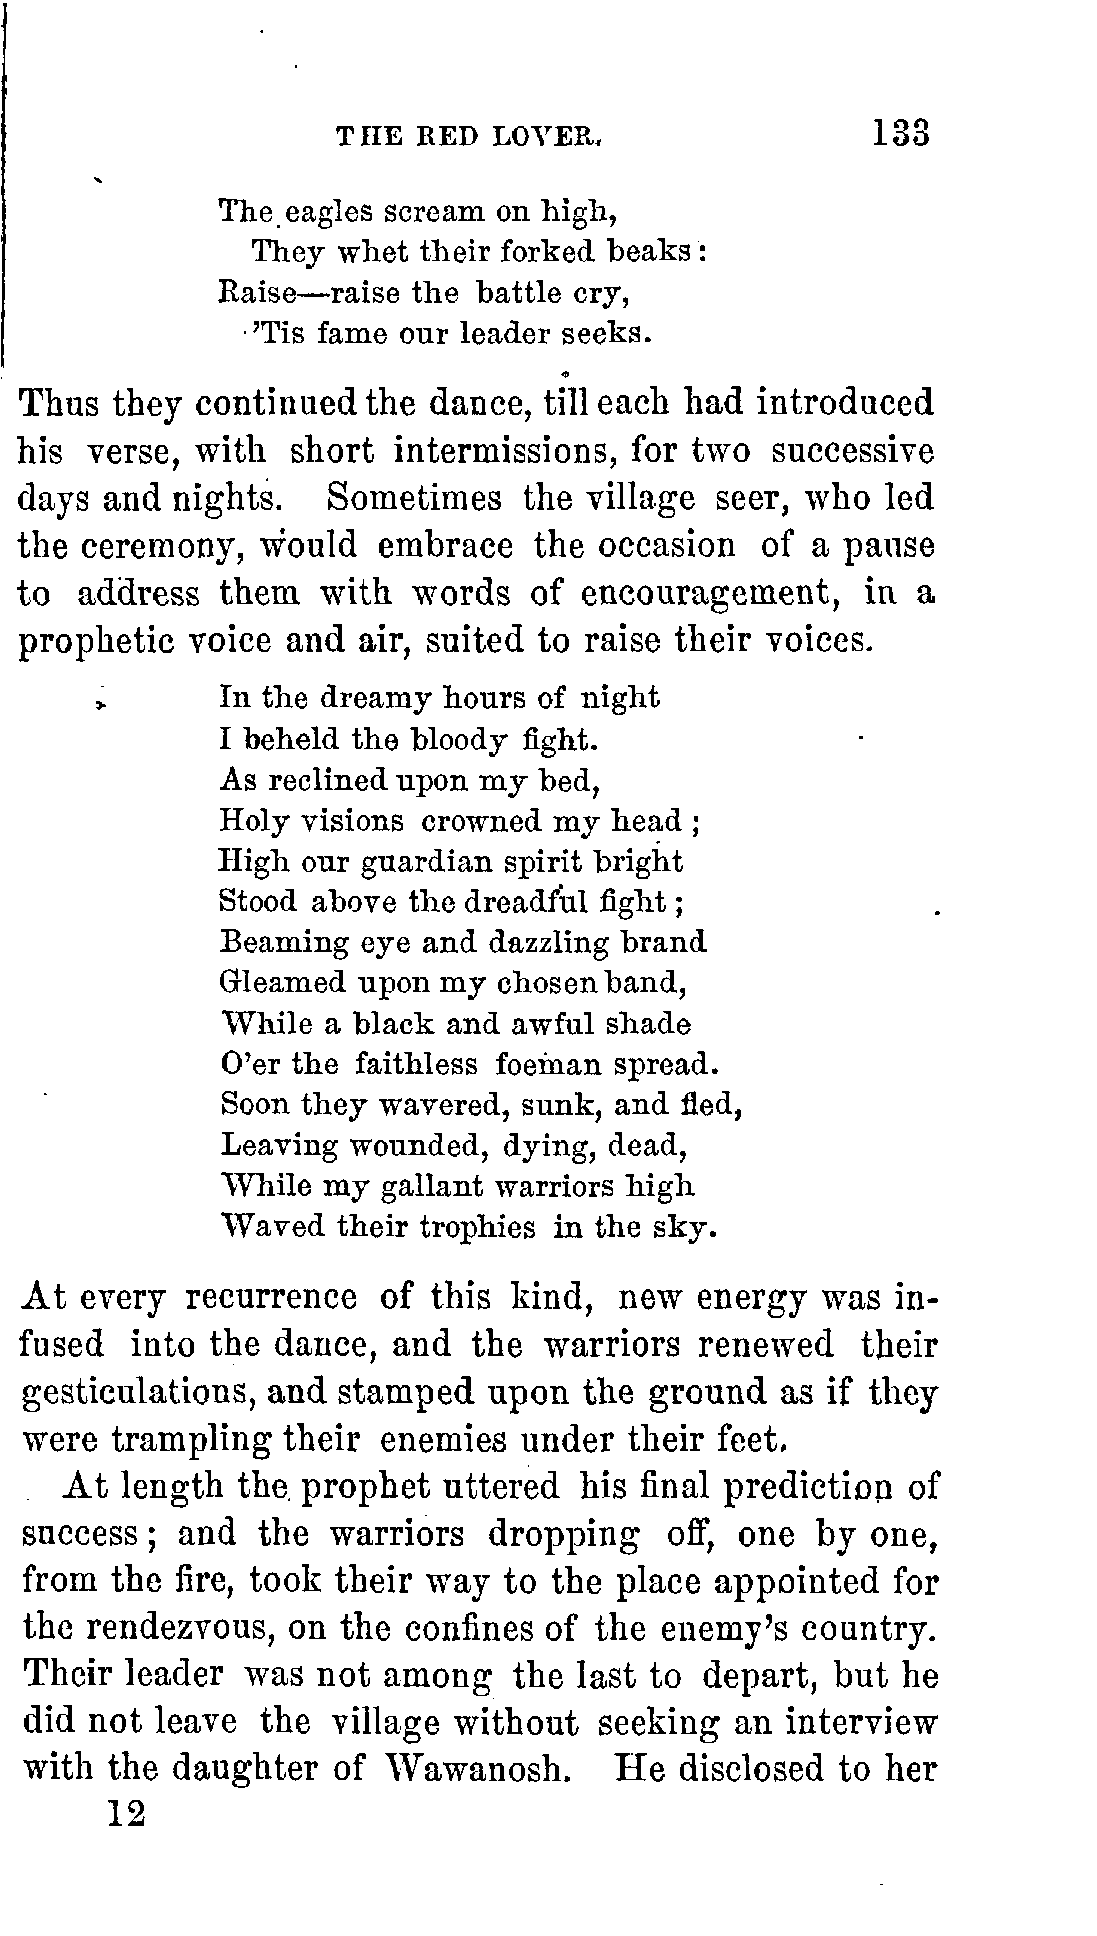 THE RED LOVER. 133
The eagles scream on high,
They whet their forked beaks:
Raise—raise the battle cry,
'Tis fame our leader seeks.
Thus they continued the dance, till each had introduced
his verse, with short intermissions, for two successive
days and nights. Sometimes the village seer, who led
the ceremony, would embrace the occasion of a pause
to address them with words of encouragement, in a
prophetic voice and air, suited to raise their voices.
In the dreamy hours of night
I beheld the bloody fight.
As reclined upon my bed,
Holy visions crowned my head;
High our guardian spirit bright
Stood above the dreadful fight;
Beaming eye and dazzling brand
Gleamed upon my chosen band,
While a black and awful shade
O'er the faithless foeman spread.
Soon they wavered, sunk, and fled,
Leaving wounded, dying, dead,
While my gallant warriors high
Waved their trophies in the sky.
At every recurrence of this kind, new energy was in-
fused into the dance, and the warriors renewed their
gesticulations, and stamped upon the ground as if they
were trampling their enemies under their feet.
At length the prophet uttered his final prediction of
success; and the warriors dropping off, one by one,
from the fire, took their way to the place appointed for
the rendezvous, on the confines of the enemy's country.
Their leader was not among the last to depart, but he
did not leave the village without seeking an interview
with the daughter of Wawanosh. He disclosed to her
12